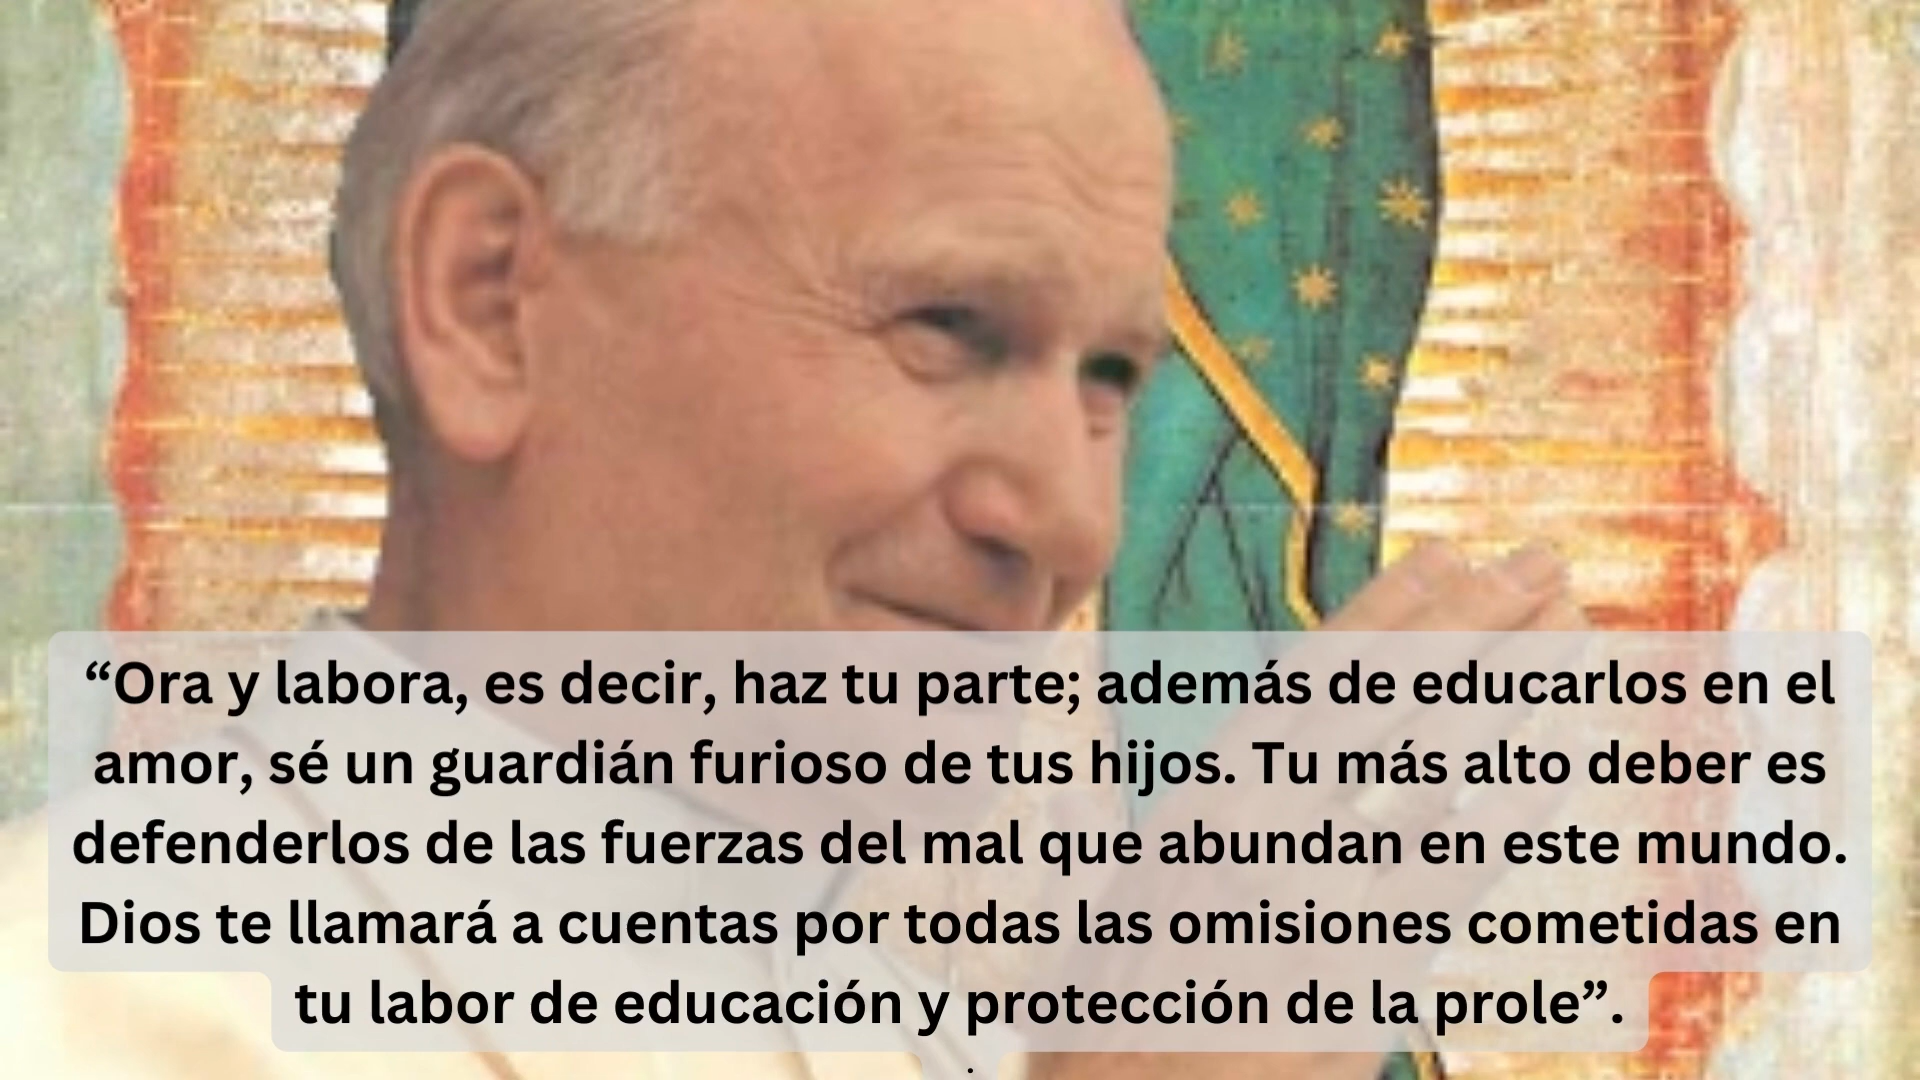 “Ora y labora, es decir, haz tu parte; además de educarlos en el
amor, sé un guardián furioso de tus hijos. Tu más alto deber es
defenderlos de las fuerzas del mal que abundan en este mundo.
Dios te llamará a cuentas por todas las omisiones cometidas en
tu labor de educación y protección de la prole”.
.